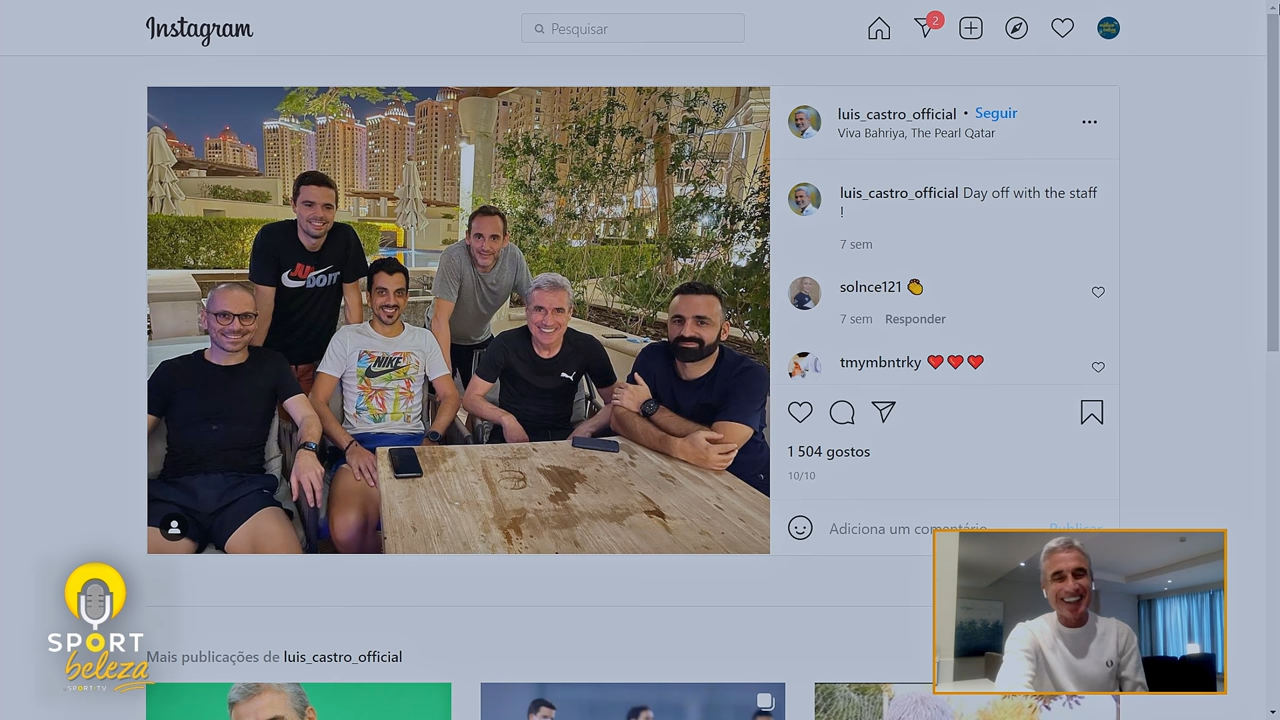 Instagram
Pesquisar
2
luis_castro_official • Seguir
Viva Bahriya, The Pearl Qatar
luis_castro_official Day off with the staff
!
7 sem
solnce121
7 sem Responder
tmymbntrky
1 504 gostos
10/10
Adiciona um comentário...
Publicar
JUST
DO IT
NIKE
SPORT
beleza
SPORT TV
Mais publicações de luis_castro_official